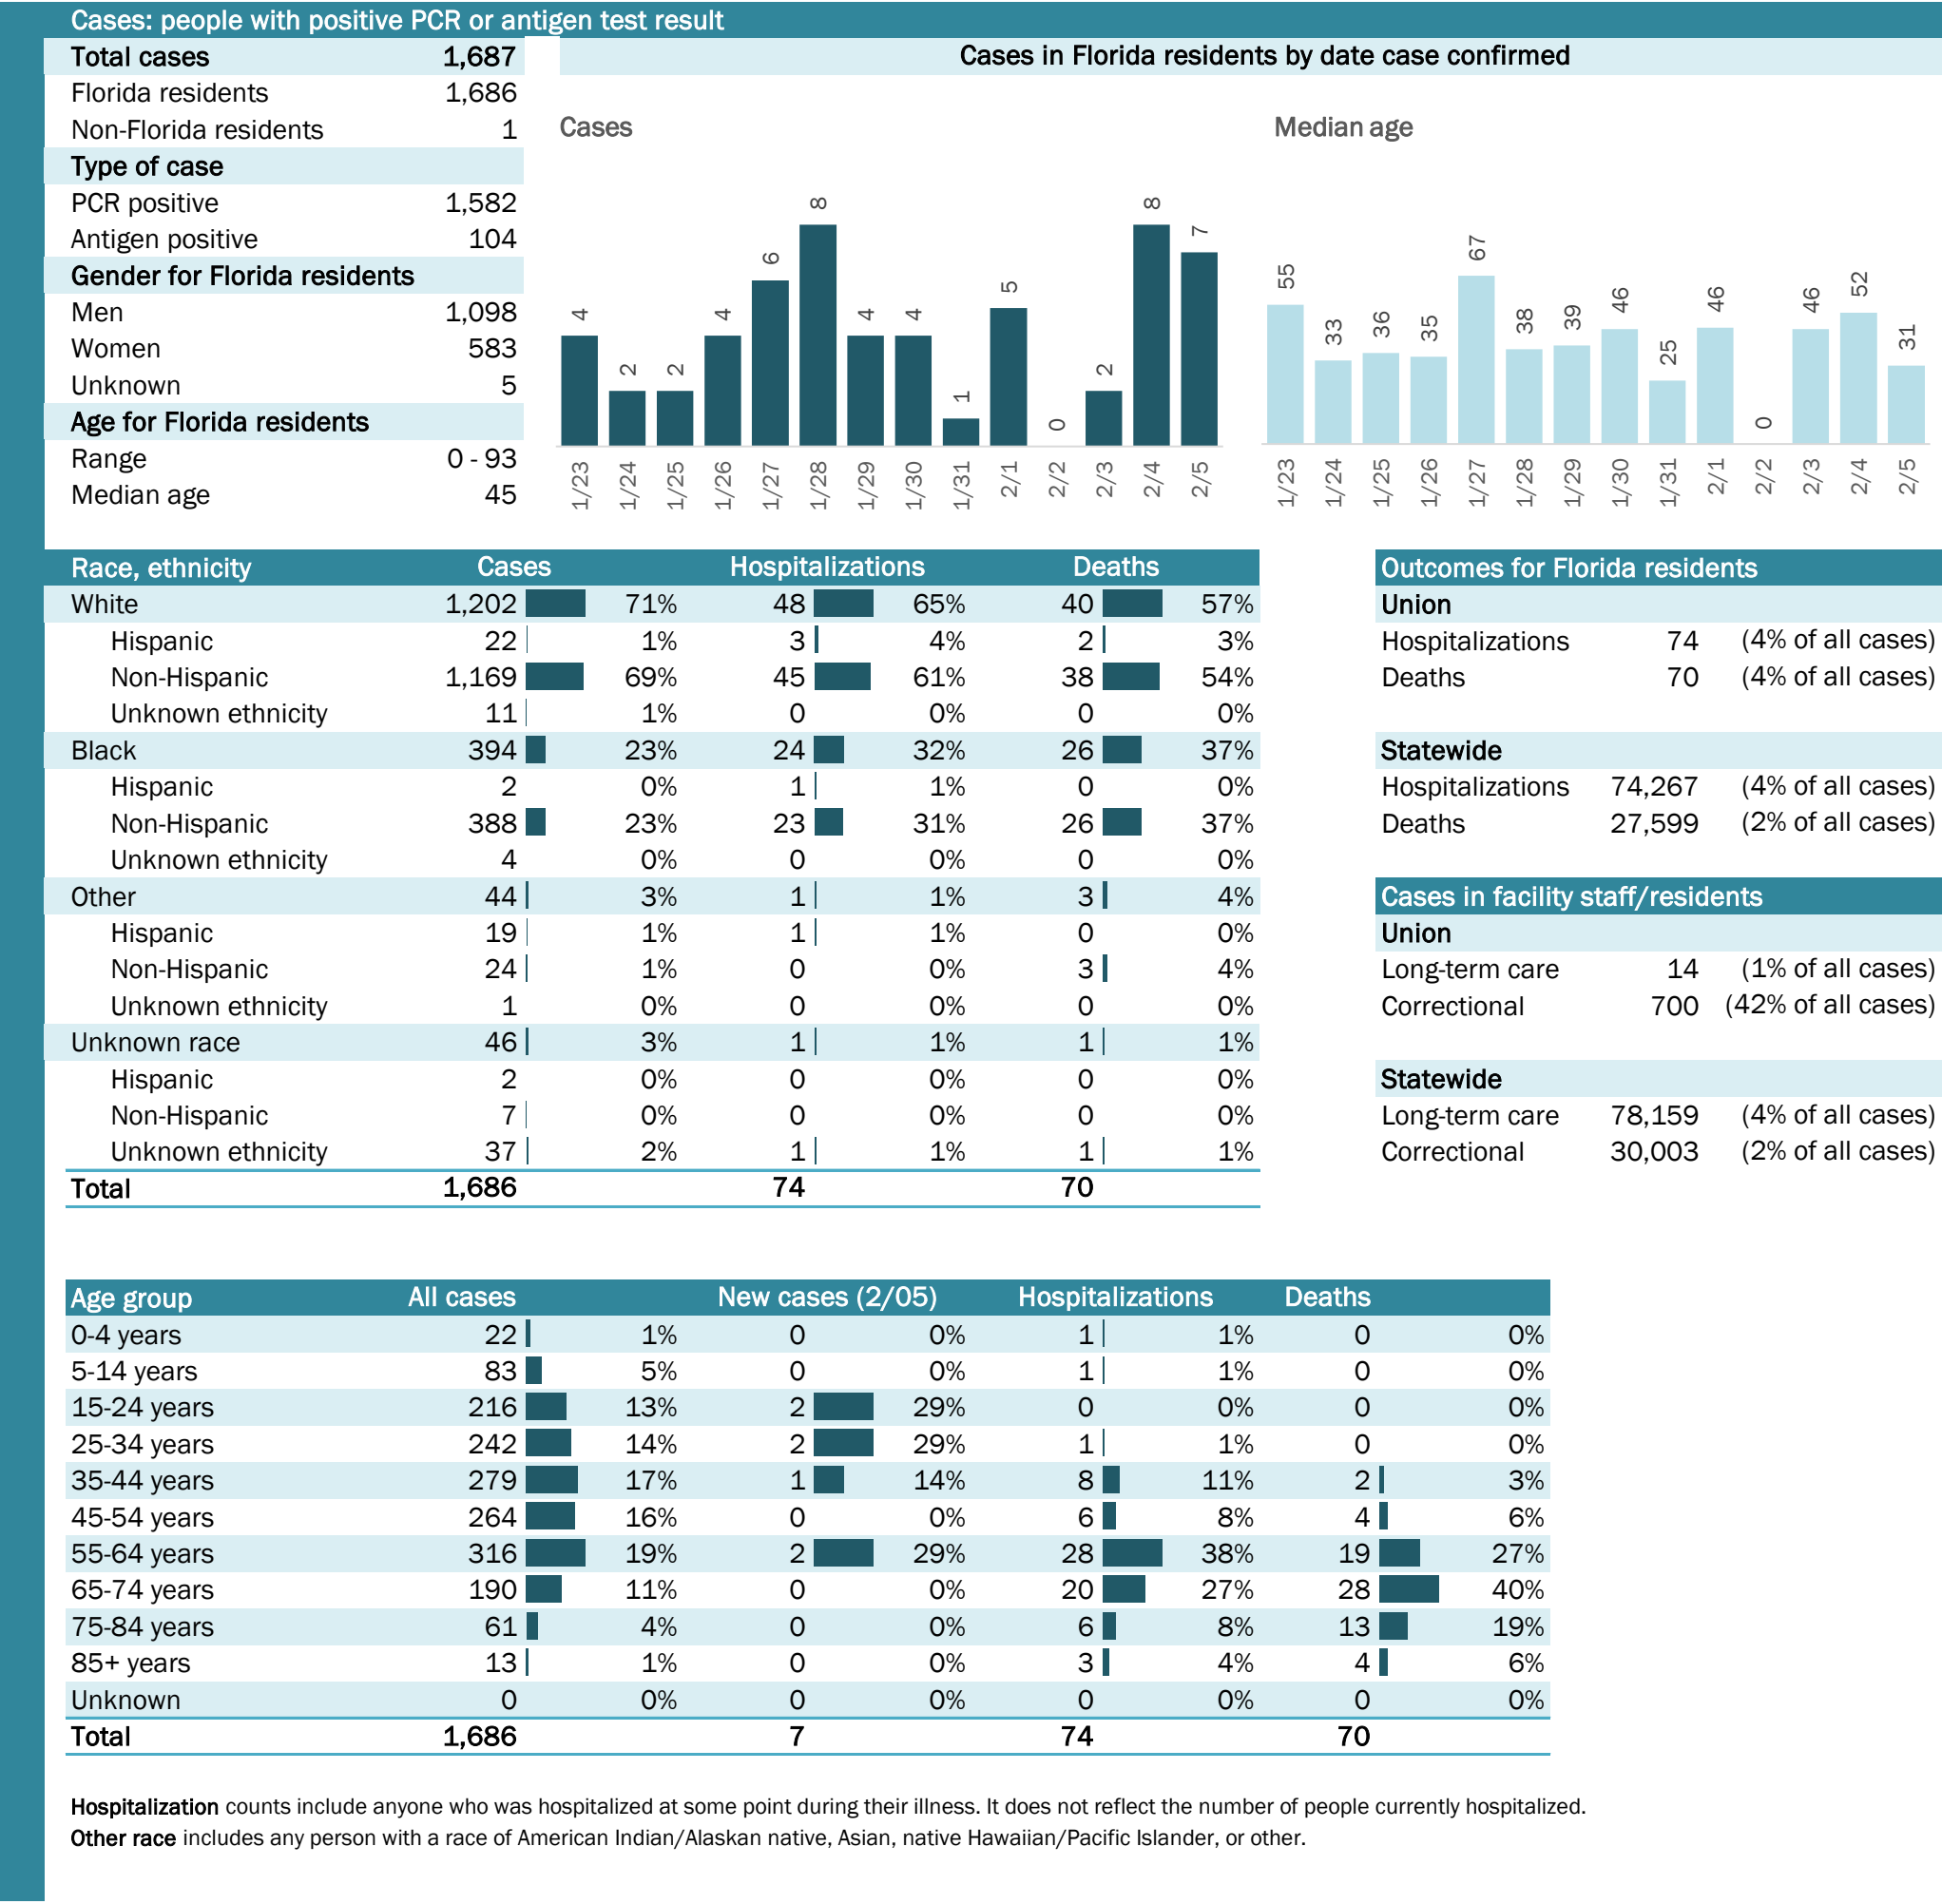 Cases: people with positive PCR or antigen test result
Total cases 1,687
Florida residents 1,686
Non-Florida residents 1
Type of case
PCR positive 1,582
Antigen positive 104
Gender for Florida residents
Men 1,098
Women 583
Unknown 5
Age for Florida residents
Range 0 - 93
Median age 45
Cases in Florida residents by date case confirmed
Cases
4 2 2 4 6 8 4 4 1 5 0 2 8 7
1/23 1/24 1/25 1/26 1/27 1/28 1/29 1/30 1/31 2/1 2/2 2/3 2/4 2/5
Median age
55 33 36 35 67 38 39 46 25 46 0 46 52 31
1/23 1/24 1/25 1/26 1/27 1/28 1/29 1/30 1/31 2/1 2/2 2/3 2/4 2/5
Race, ethnicity Cases Hospitalizations Deaths
White 1,202 71% 48 65% 40 57%
Hispanic 22 1% 3 4% 2 3%
Non-Hispanic 1,169 69% 45 61% 38 54%
Unknown ethnicity 11 1% 0 0% 0 0%
Black 394 23% 24 32% 26 37%
Hispanic 2 0% 1 1% 0 0%
Non-Hispanic 388 23% 23 31% 26 37%
Unknown ethnicity 4 0% 0 0% 0 0%
Other 44 3% 1 1% 3 4%
Hispanic 19 1% 1 1% 0 0%
Non-Hispanic 24 1% 0 0% 3 4%
Unknown ethnicity 1 0% 0 0% 0 0%
Unknown race 46 3% 1 1% 1 1%
Hispanic 2 0% 0 0% 0 0%
Non-Hispanic 7 0% 0 0% 0 0%
Unknown ethnicity 37 2% 1 1% 1 1%
Total 1,686 74 70
Outcomes for Florida residents
Union
Hospitalizations 74 (4% of all cases)
Deaths 70 (4% of all cases)
Statewide
Hospitalizations 74,267 (4% of all cases)
Deaths 27,599 (2% of all cases)
Cases in facility staff/residents
Union
Long-term care 14 (1% of all cases)
Correctional 700 (42% of all cases)
Statewide
Long-term care 78,159 (4% of all cases)
Correctional 30,003 (2% of all cases)
Age group All cases New cases (2/05) Hospitalizations Deaths
0-4 years 22 1% 0 0% 1 1% 0 0%
5-14 years 83 5% 0 0% 1 1% 0 0%
15-24 years 216 13% 2 29% 0 0% 0 0%
25-34 years 242 14% 2 29% 1 1% 0 0%
35-44 years 279 17% 1 14% 8 11% 2 3%
45-54 years 264 16% 0 0% 6 8% 4 6%
55-64 years 316 19% 2 29% 28 38% 19 27%
65-74 years 190 11% 0 0% 20 27% 28 40%
75-84 years 61 4% 0 0% 6 8% 13 19%
85+ years 13 1% 0 0% 3 4% 4 6%
Unknown 0 0% 0 0% 0 0% 0 0%
Total 1,686 7 74 70
Hospitalization counts include anyone who was hospitalized at some point during their illness. It does not reflect the number of people currently hospitalized.
Other race includes any person with a race of American Indian/Alaskan native, Asian, native Hawaiian/Pacific Islander, or other.